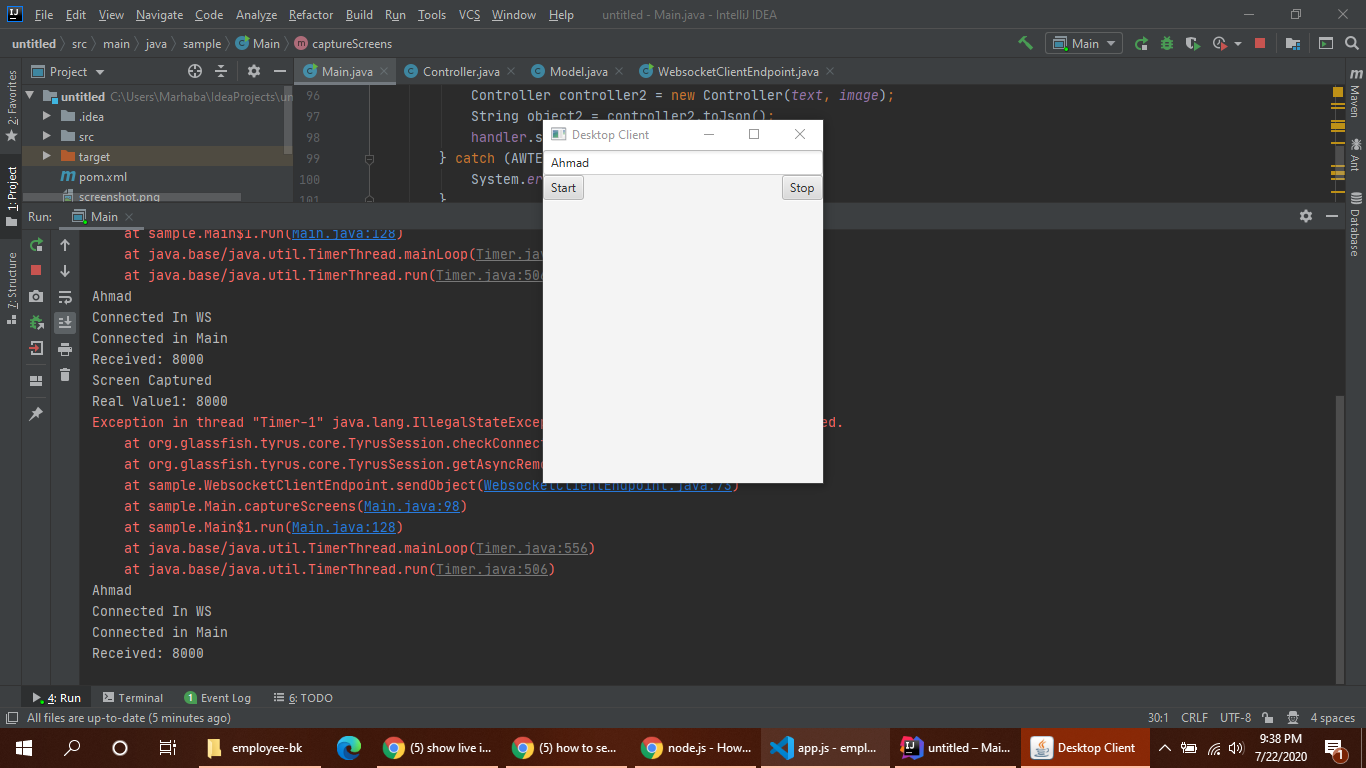 File Edit View Navigate Code Analyze Refactor Build Run Tools VCS Window Help untitled - Main.java - IntelliJ IDEA
untitled src main java sample Main captureScreens Main
Project Main.java Controller.java Model.java WebsocketClientEndpoint.java
untitled C:\Users\Marhaba\IdeaProjects\un
.idea
src
target
pom.xml
screenshot.png
96 Controller controller2 = new Controller(text, image);
97 String object2 = controller2.toJson();
98 handler.s
99 } catch (AWTE
100 System.er
101 }
2: Favorites
1: Project
7: Structure
Maven
Ant
Database
Desktop Client
Ahmad
Start Stop
Run: Main
at sample.Main$1.run(Main.java:128)
at java.base/java.util.TimerThread.mainLoop(Timer.jav
at java.base/java.util.TimerThread.run(Timer.java:506
Ahmad
Connected In WS
Connected in Main
Received: 8000
Screen Captured
Real Value1: 8000
Exception in thread "Timer-1" java.lang.IllegalStateExcep ed.
at org.glassfish.tyrus.core.TyrusSession.checkConnect
at org.glassfish.tyrus.core.TyrusSession.getAsyncRemo
at sample.WebsocketClientEndpoint.sendObject(WebsocketClientEndpoint.java:73)
at sample.Main.captureScreens(Main.java:98)
at sample.Main$1.run(Main.java:128)
at java.base/java.util.TimerThread.mainLoop(Timer.java:556)
at java.base/java.util.TimerThread.run(Timer.java:506)
Ahmad
Connected In WS
Connected in Main
Received: 8000
4: Run Terminal 1 Event Log 6: TODO
All files are up-to-date (5 minutes ago) 30:1 CRLF UTF-8 4 spaces
employee-bk (5) show live i... (5) how to se... node.js - How... app.js - empl... untitled – Mai... Desktop Client
9:38 PM
7/22/2020
1